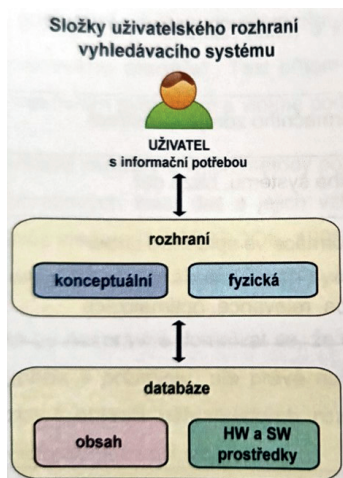 Složky uživatelského rozhraní
vyhledávacího systému
UŽIVATEL
s informační potřebou
rozhraní
konceptuální
fyzická
databáze
obsah
HW a SW
prostředky